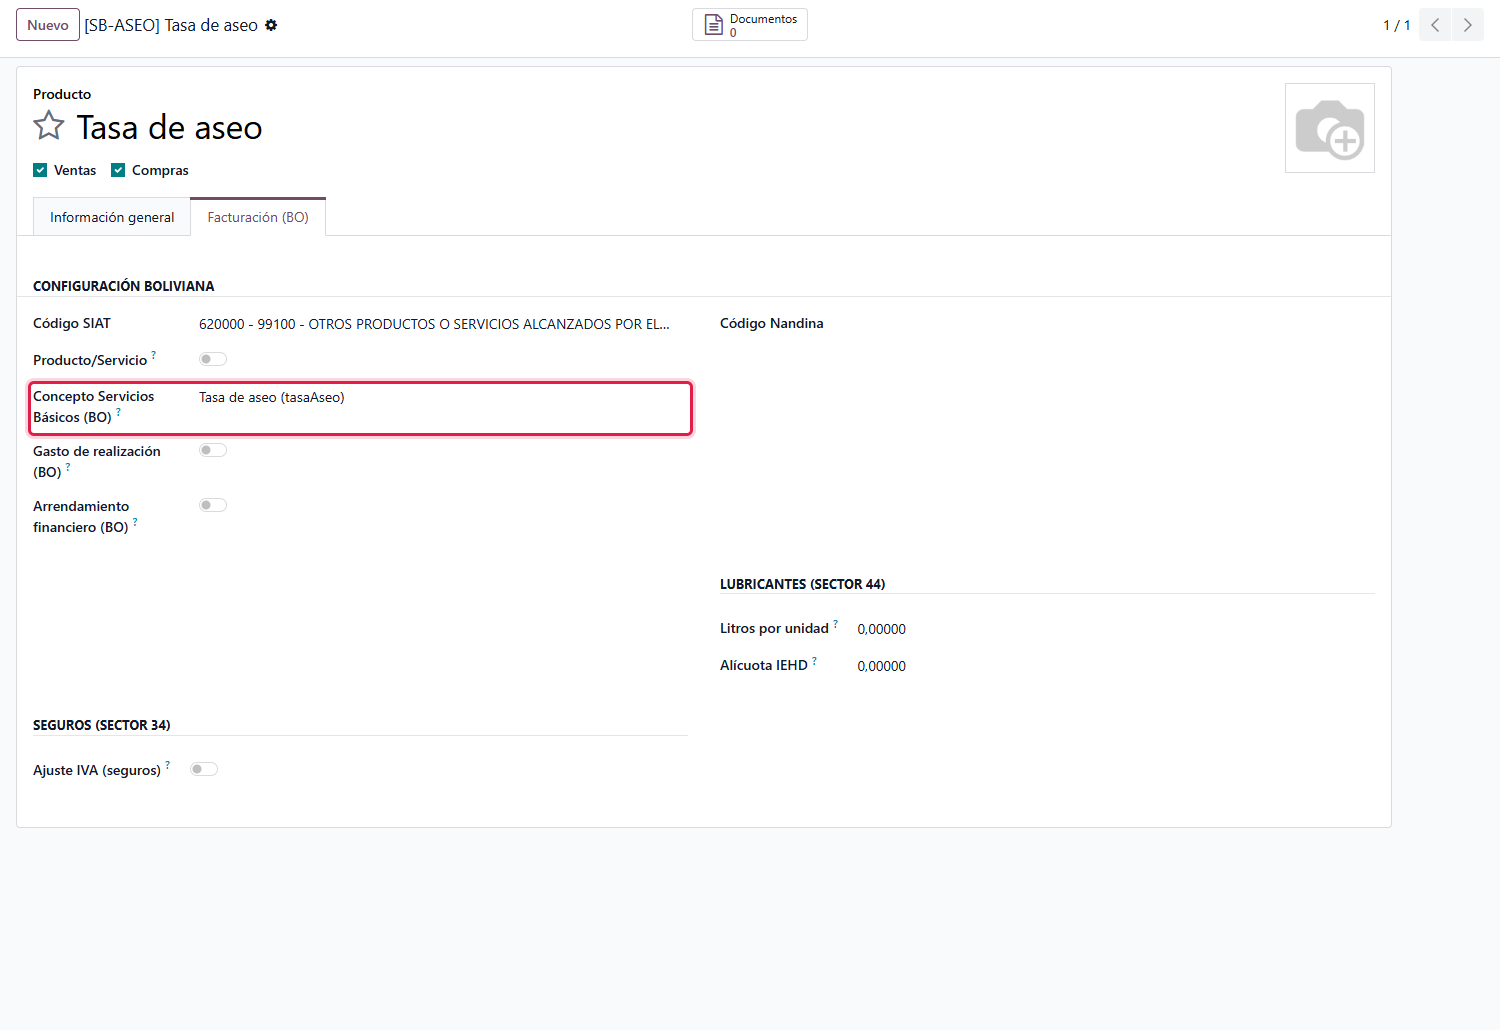 Nuevo
[SB-ASEO] Tasa de aseo
Documentos
0
1 / 1
Producto
Tasa de aseo
Ventas
Compras
Información general
Facturación (BO)
CONFIGURACIÓN BOLIVIANA
Código SIAT
620000 - 99100 - OTROS PRODUCTOS O SERVICIOS ALCANZADOS POR EL...
Código Nandina
Producto/Servicio ?
Concepto Servicios
Básicos (BO) ?
Tasa de aseo (tasaAseo)
Gasto de realización
(BO) ?
Arrendamiento
financiero (BO) ?
LUBRICANTES (SECTOR 44)
Litros por unidad ?
0,00000
Alícuota IEHD ?
0,00000
SEGUROS (SECTOR 34)
Ajuste IVA (seguros) ?